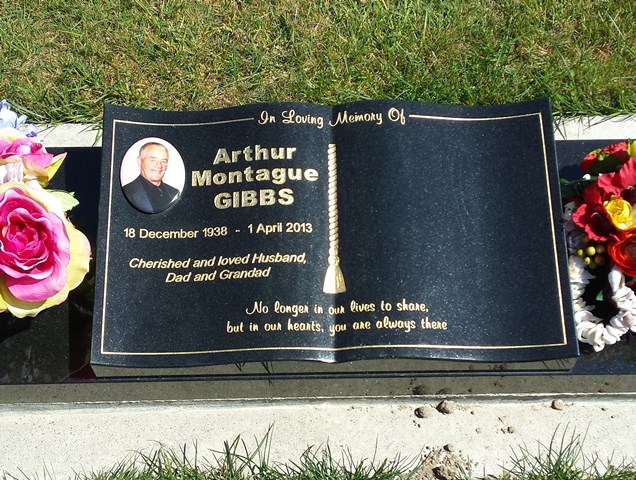 In Loving Memory Of
Arthur
Montague
GIBBS
18 December 1938 - 1 April 2013
Cherished and loved Husband,
Dad and Grandad
No longer in our lives to share,
but in our hearts, you are always there